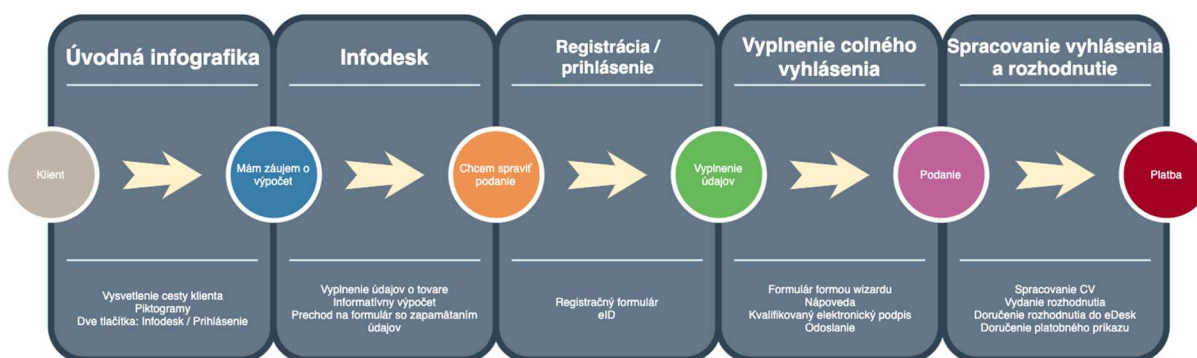 Úvodná infografika
Infodesk
Registrácia /
prihlásenie
Vyplnenie colného
vyhlásenia
Spracovanie vyhlásenia
a rozhodnutie
Klient
Mám záujem o
výpočet
Chcem spraviť
podanie
Vyplnenie
údajov
Podanie
Platba
Vysvetlenie cesty klienta
Piktogramy
Dve tlačítka: Infodesk / Prihlásenie
Vyplnenie údajov o tovare
Informatívny výpočet
Prechod na formulár so zapamätaním
údajov
Registračný formulár
eID
Formulár formou wizardu
Nápoveda
Kvalifikovaný elektronický podpis
Odoslanie
Spracovanie CV
Vydanie rozhodnutia
Doručenie rozhodnutia do eDesk
Doručenie platobného príkazu